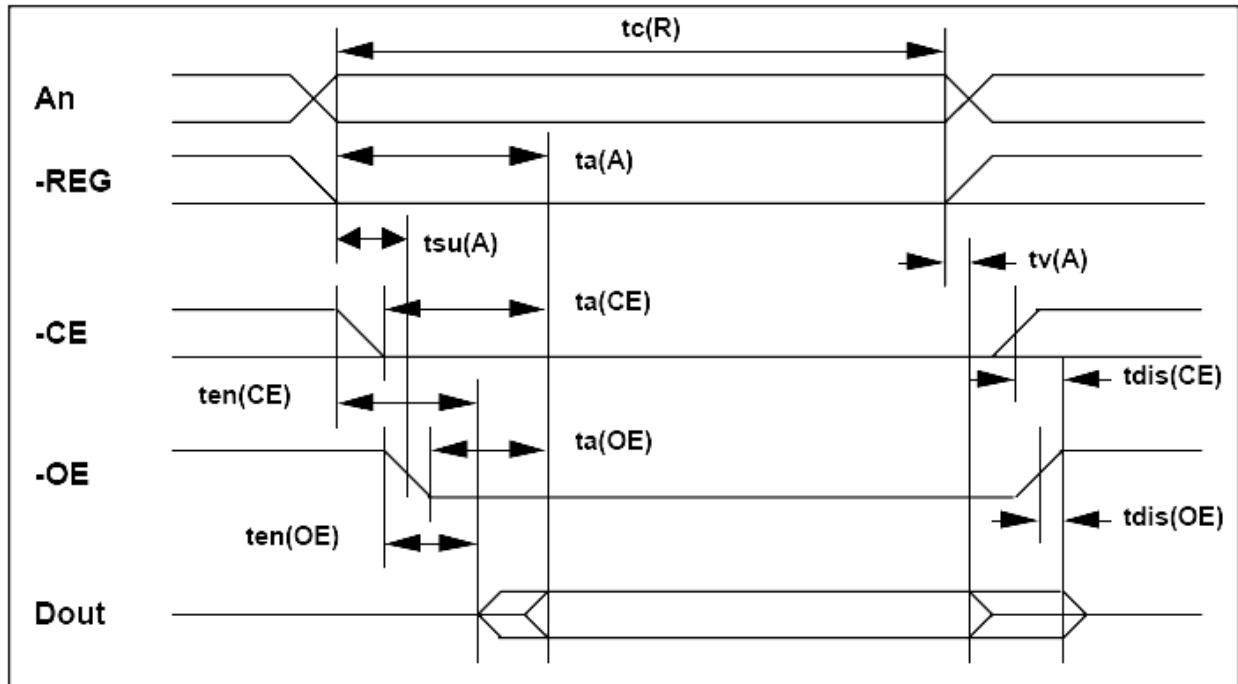 tc(R)
An
ta(A)
-REG
tsu(A)
tv(A)
ta(CE)
-CE
tdis(CE)
ten(CE)
ta(OE)
-OE
tdis(OE)
ten(OE)
Dout